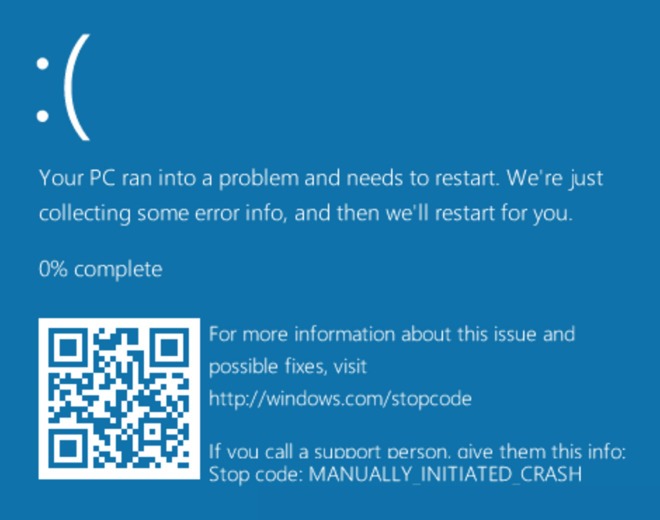 :(
Your PC ran into a problem and needs to restart. We're just
collecting some error info, and then we'll restart for you.
0% complete
For more information about this issue and
possible fixes, visit
http://windows.com/stopcode
If you call a support person, give them this info:
Stop code: MANUALLY_INITIATED_CRASH